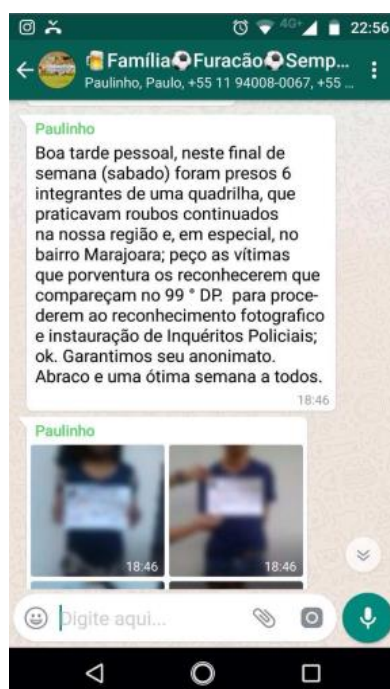 4G+ 22:56
Família Furacão Semp...
Paulinho, Paulo, +55 11 94008-0067, +55 ...
Paulinho
Boa tarde pessoal, neste final de
semana (sabado) foram presos 6
integrantes de uma quadrilha, que
praticavam roubos continuados
na nossa região e, em especial, no
bairro Marajoara; peço as vítimas
que porventura os reconhecerem que
compareçam no 99 ° DP. para proce-
derem ao reconhecimento fotografico
e instauração de Inquéritos Policiais;
ok. Garantimos seu anonimato.
Abraco e uma ótima semana a todos.
18:46
Paulinho
18:46 18:46
Digite aqui...